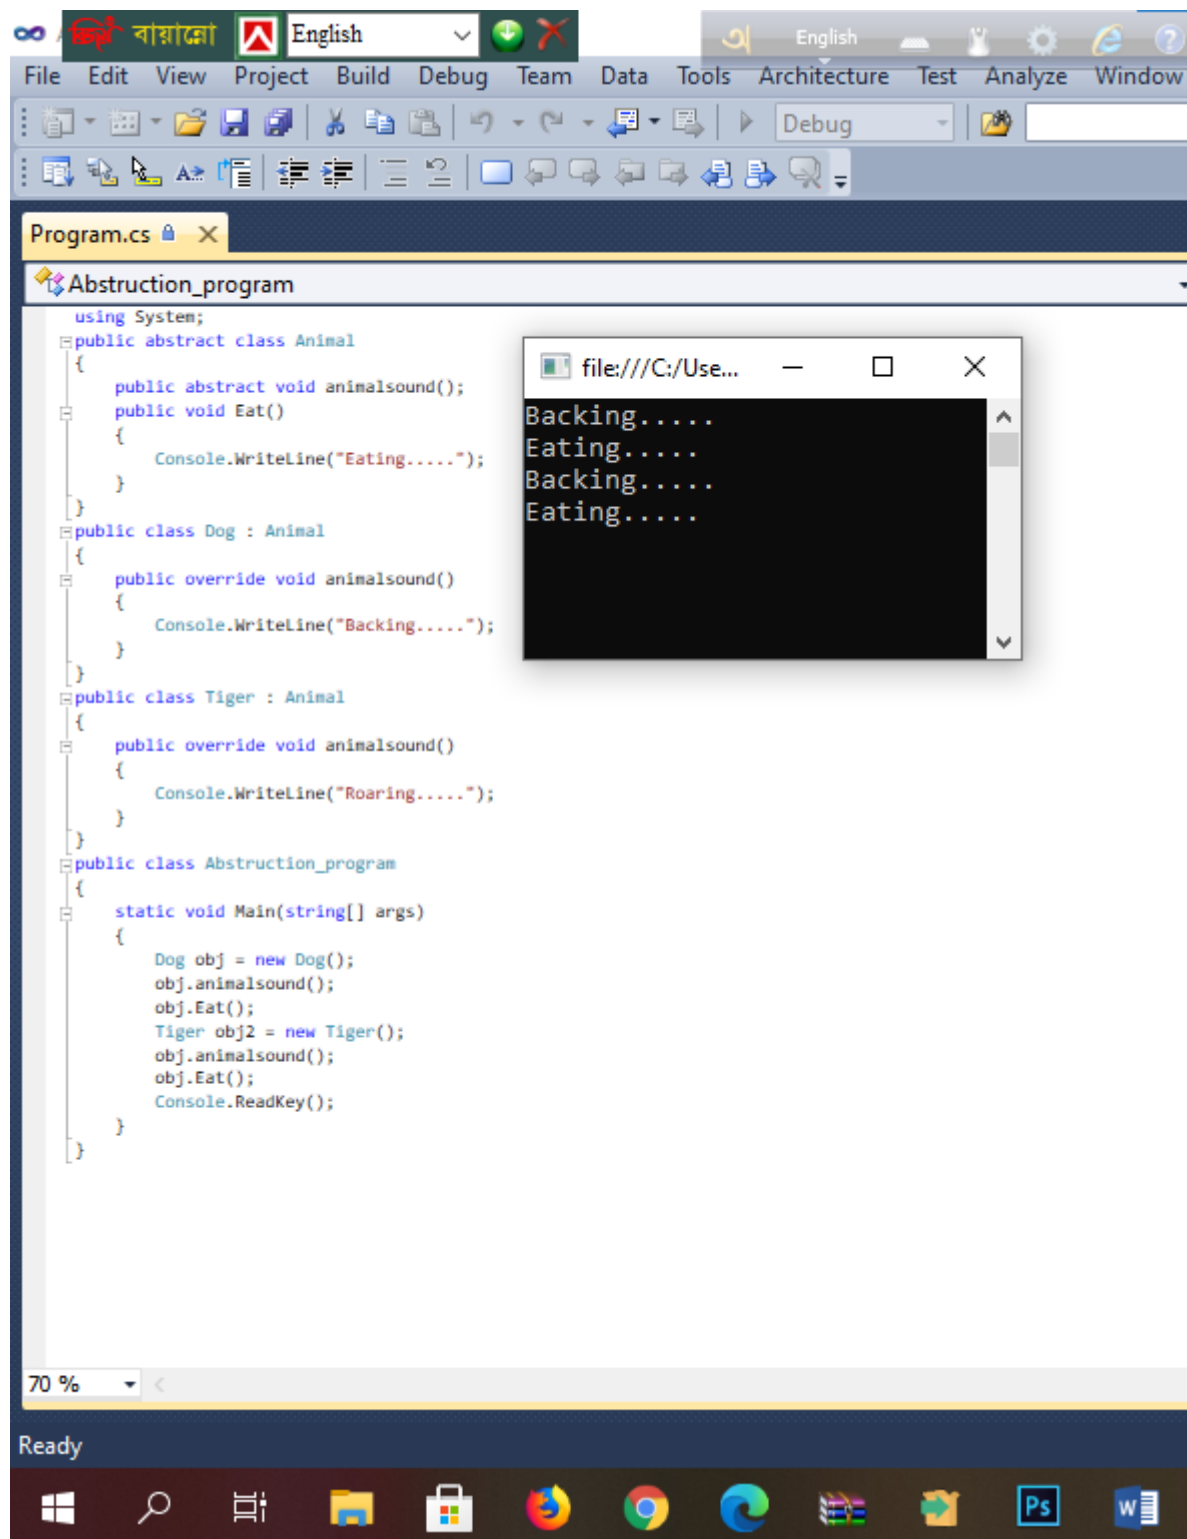 বায়ান্নো English
English
File Edit View Project Build Debug Team Data Tools Architecture Test Analyze Window
Debug
Program.cs
Abstruction_program
using System;
public abstract class Animal
{
public abstract void animalsound();
public void Eat()
{
Console.WriteLine("Eating.....");
}
}
public class Dog : Animal
{
public override void animalsound()
{
Console.WriteLine("Backing.....");
}
}
public class Tiger : Animal
{
public override void animalsound()
{
Console.WriteLine("Roaring.....");
}
}
public class Abstruction_program
{
static void Main(string[] args)
{
Dog obj = new Dog();
obj.animalsound();
obj.Eat();
Tiger obj2 = new Tiger();
obj.animalsound();
obj.Eat();
Console.ReadKey();
}
}
file:///C:/Use...
Backing.....
Eating.....
Backing.....
Eating.....
70 %
Ready
Ps
W